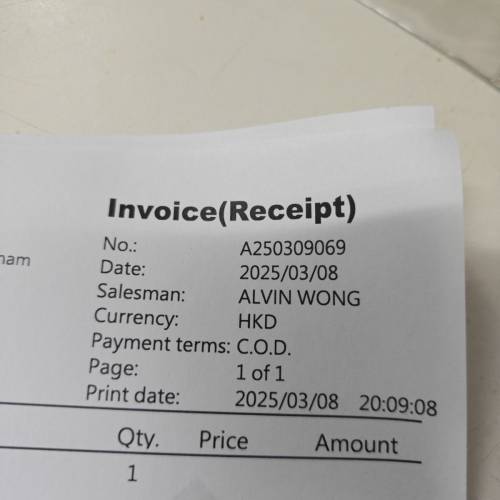 Invoice(Receipt)
No.: A250309069
Date: 2025/03/08
Salesman: ALVIN WONG
Currency: HKD
Payment terms: C.O.D.
Page: 1 of 1
Print date: 2025/03/08 20:09:08
Qty. Price Amount
1